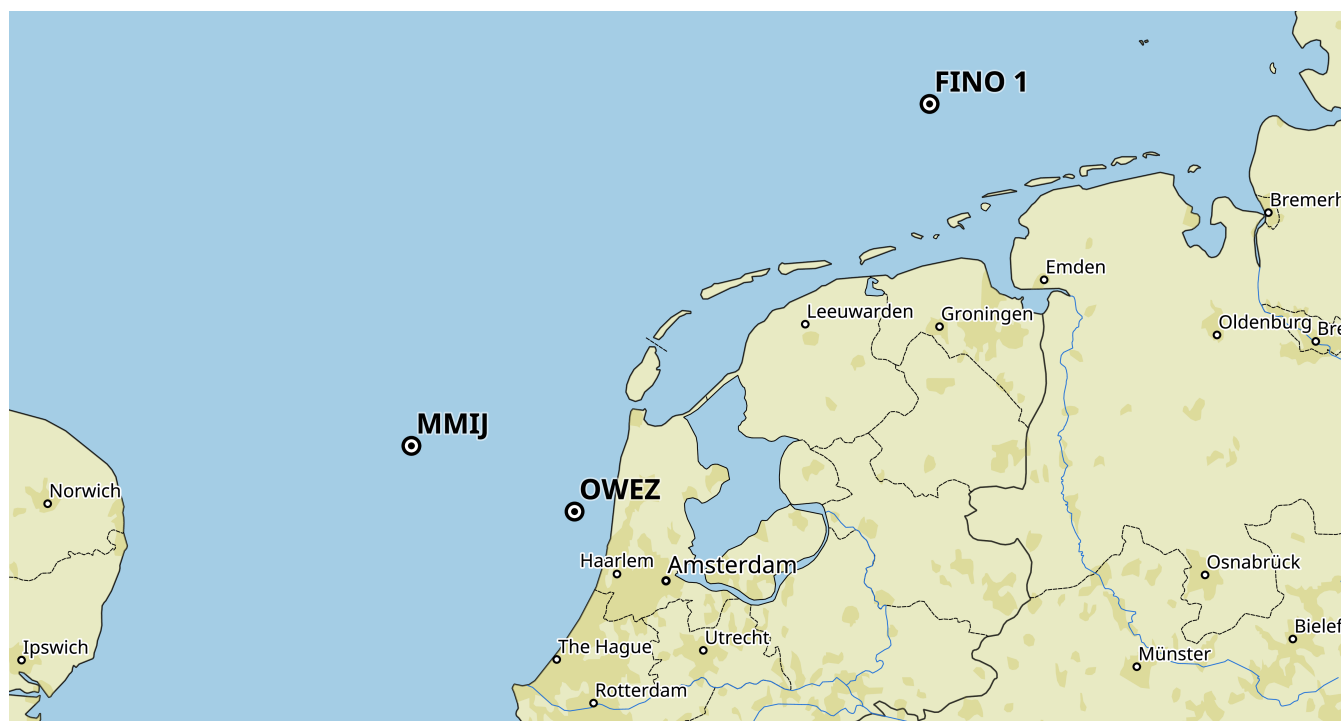 FINO 1
Bremerh
Emden
Leeuwarden
Groningen
Oldenburg
Bre
MMIJ
Norwich
OWEZ
Haarlem
Amsterdam
Osnabrück
Bielef
Ipswich
The Hague
Utrecht
Münster
Rotterdam